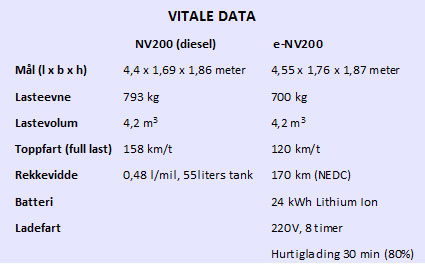 VITALE DATA
NV200 (diesel) e-NV200
Mål (l x b x h) 4,4 x 1,69 x 1,86 meter 4,55 x 1,76 x 1,87 meter
Lasteevne 793 kg 700 kg
Lastevolum 4,2 m³ 4,2 m³
Toppfart (full last) 158 km/t 120 km/t
Rekkevidde 0,48 l/mil, 55liters tank 170 km (NEDC)
Batteri 24 kWh Lithium Ion
Ladefart 220V, 8 timer
Hurtiglading 30 min (80%)